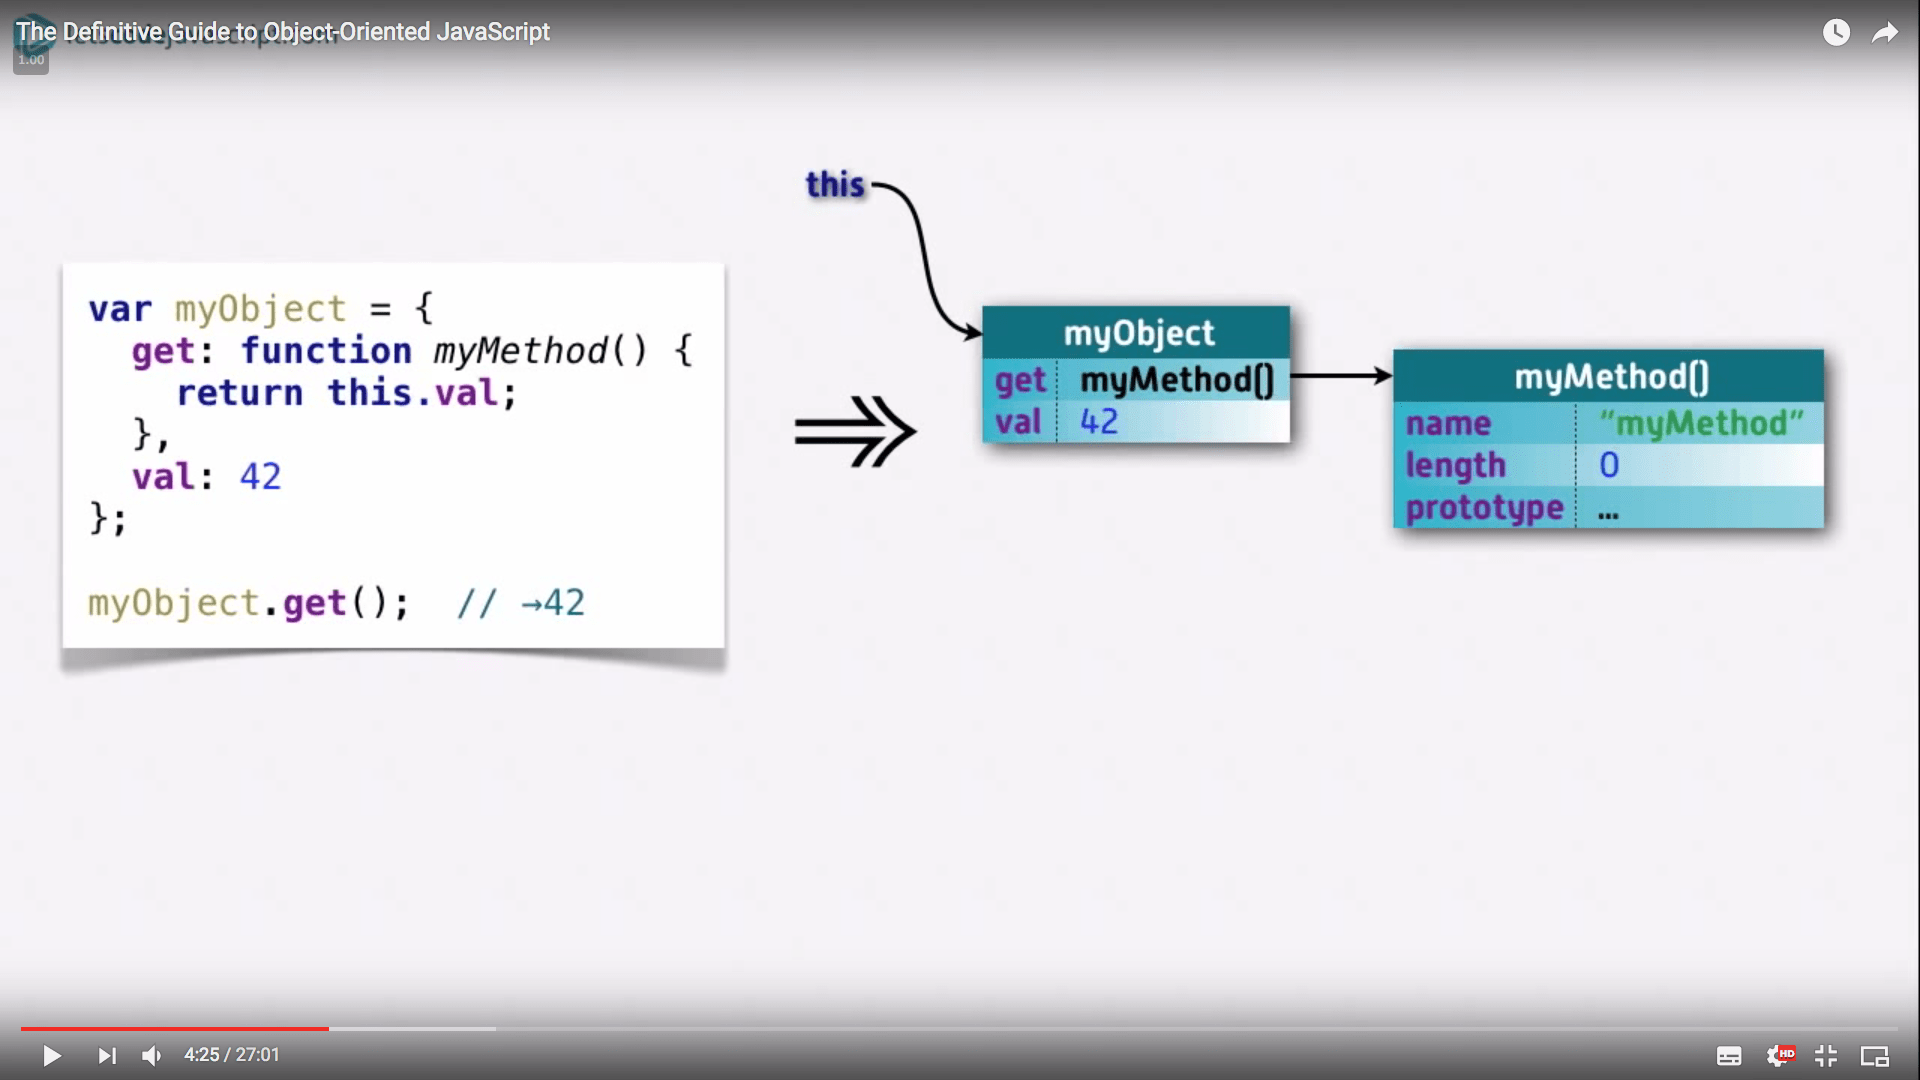 The Definitive Guide to Object-Oriented JavaScript
1.00
this
var myObject = {
get: function myMethod() {
return this.val;
},
val: 42
};
myObject.get(); // →42
myObject
get myMethod()
val 42
myMethod()
name "myMethod"
length 0
prototype ...
4:25 / 27:01
HD